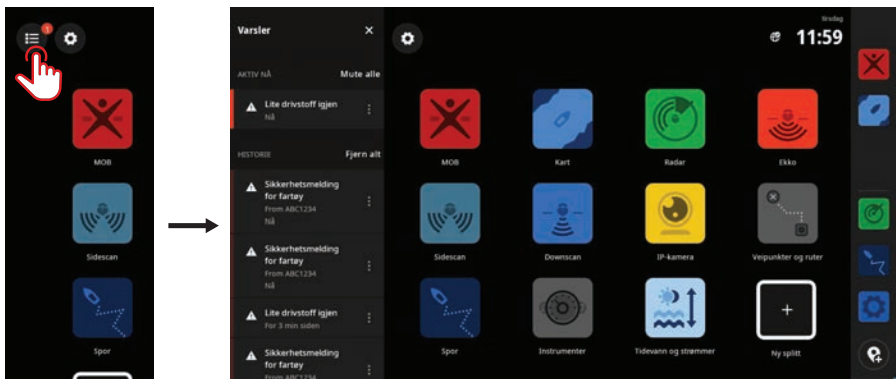 1
MOB
Sidescan
Spor
Varsler
AKTIV NÅ Mute alle
Lite drivstoff igjen
Nå
HISTORIE Fjern alt
Sikkerhetsmelding
for fartøy
From ABC1234
Nå
Sikkerhetsmelding
for fartøy
From ABC1234
Nå
Lite drivstoff igjen
For 3 min siden
Sikkerhetsmelding
for fartøy
From ABC1234
tirsdag
11:59
MOB Kart Radar Ekko
Sidescan Downscan IP-kamera Veipunkter og ruter
Spor Instrumenter Tidevann og strømmer Ny splitt